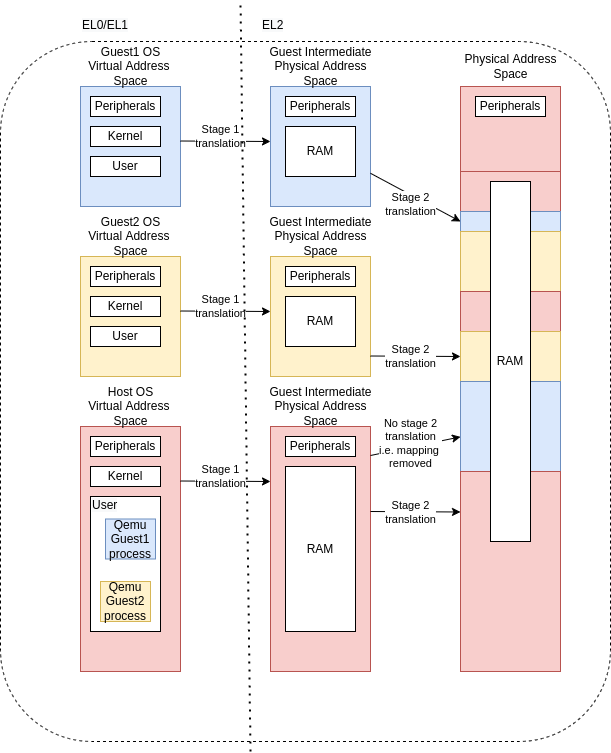 EL0/EL1
EL2
Guest1 OS
Virtual Address
Space
Peripherals
Kernel
User
Stage 1
translation
Guest Intermediate
Physical Address
Space
Peripherals
RAM
Stage 2
translation
Physical Address
Space
Peripherals
RAM
Guest2 OS
Virtual Address
Space
Peripherals
Kernel
User
Stage 1
translation
Guest Intermediate
Physical Address
Space
Peripherals
RAM
Stage 2
translation
Host OS
Virtual Address
Space
Peripherals
Kernel
User
Qemu
Guest1
process
Qemu
Guest2
process
Stage 1
translation
Guest Intermediate
Physical Address
Space
Peripherals
RAM
No stage 2
translation
i.e. mapping
removed
Stage 2
translation